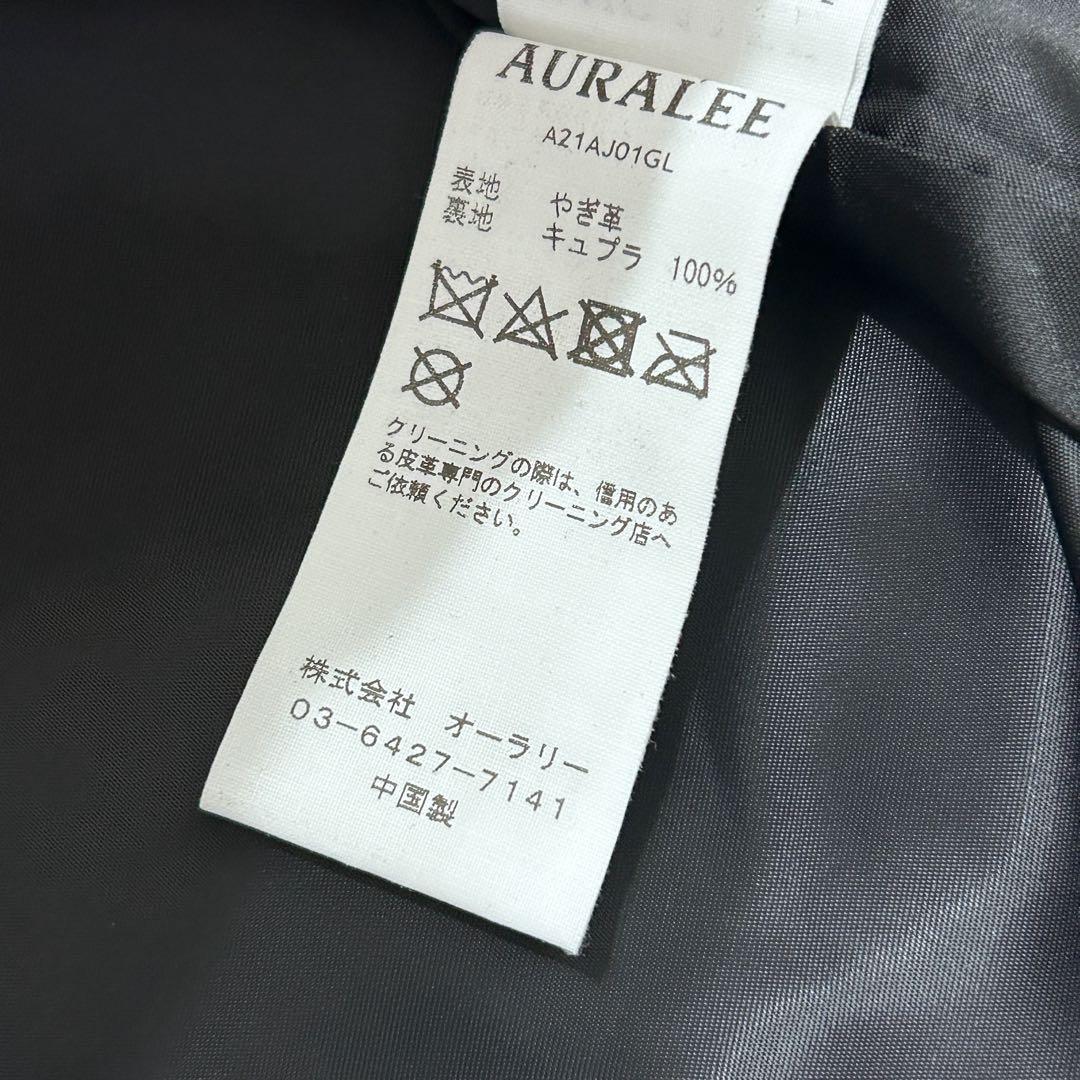 AURALEE
A21AJ01GL
表地 やぎ革
裏地 キュプラ 100%
クリーニングの際は、信用のあ
る皮革専門のクリーニング店へ
ご依頼ください。
株式会社 オーラリー
03-6427-7141
中国製